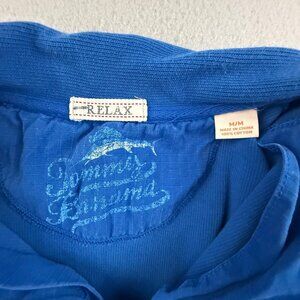 RELAX
M/M
MADE IN CHINA
100% COTTON
Tommy
Bahama